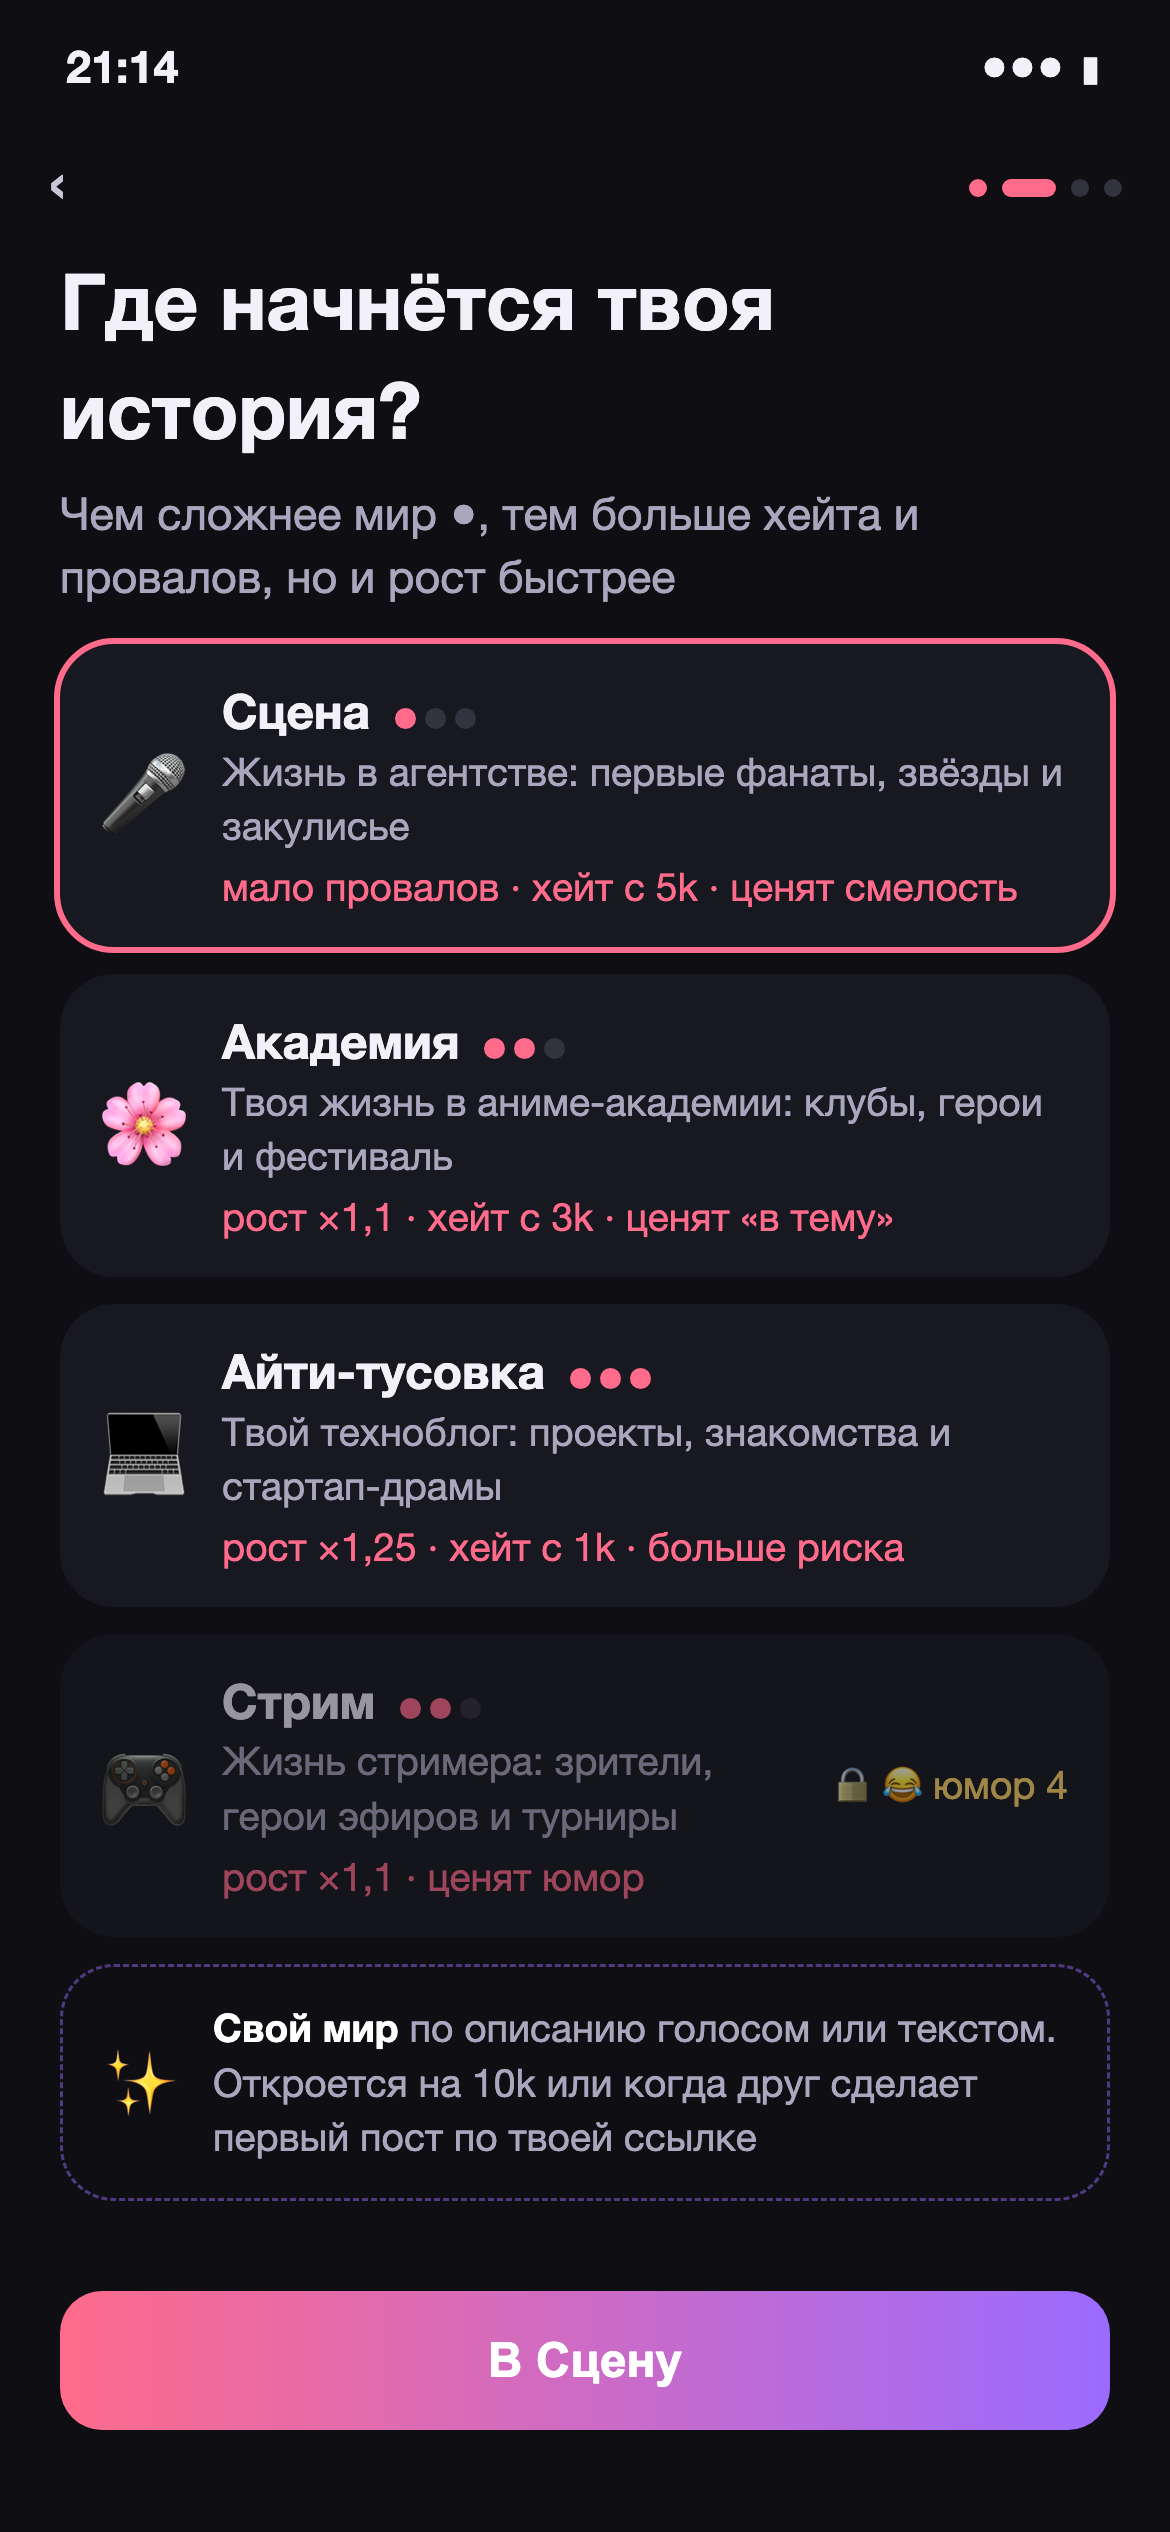 21:14
Где начнётся твоя
история?
Чем сложнее мир ●, тем больше хейта и
провалов, но и рост быстрее
Сцена
Жизнь в агентстве: первые фанаты, звёзды и
закулисье
мало провалов · хейт с 5k · ценят смелость
Академия
Твоя жизнь в аниме-академии: клубы, герои
и фестиваль
рост ×1,1 · хейт с 3k · ценят «в тему»
Айти-тусовка
Твой техноблог: проекты, знакомства и
стартап-драмы
рост ×1,25 · хейт с 1k · больше риска
Стрим
Жизнь стримера: зрители,
герои эфиров и турниры
рост ×1,1 · ценят юмор
🔒 😂 юмор 4
Свой мир по описанию голосом или текстом.
Откроется на 10k или когда друг сделает
первый пост по твоей ссылке
В Сцену